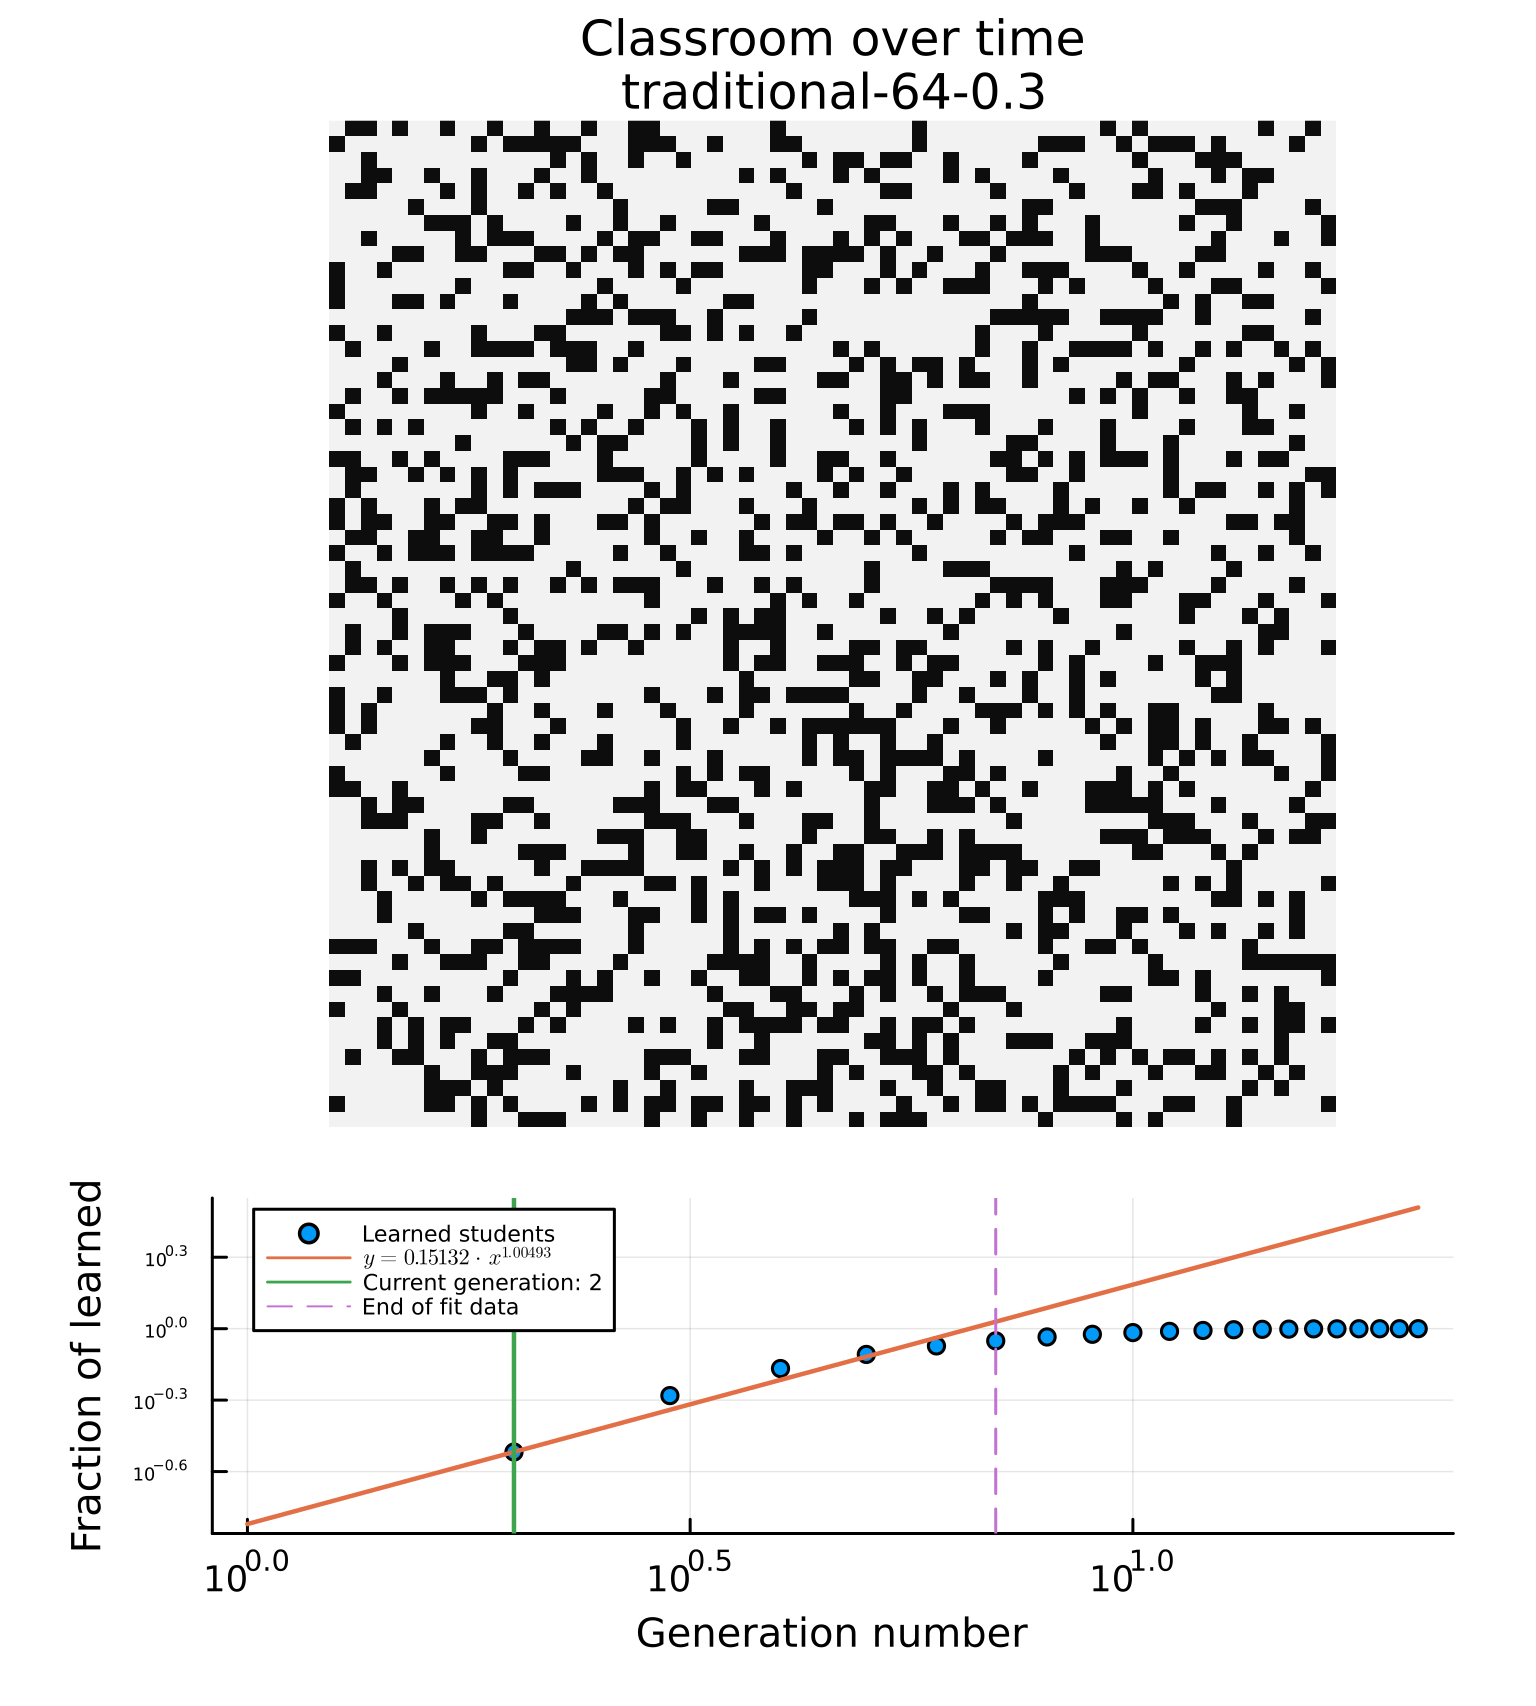 Classroom over time
traditional-64-0.3
Fraction of learned
10^0.3
10^0.0
10^−0.3
10^−0.6
Learned students
y = 0.15132 · x^1.00493
Current generation: 2
End of fit data
10^0.0
10^0.5
10^1.0
Generation number